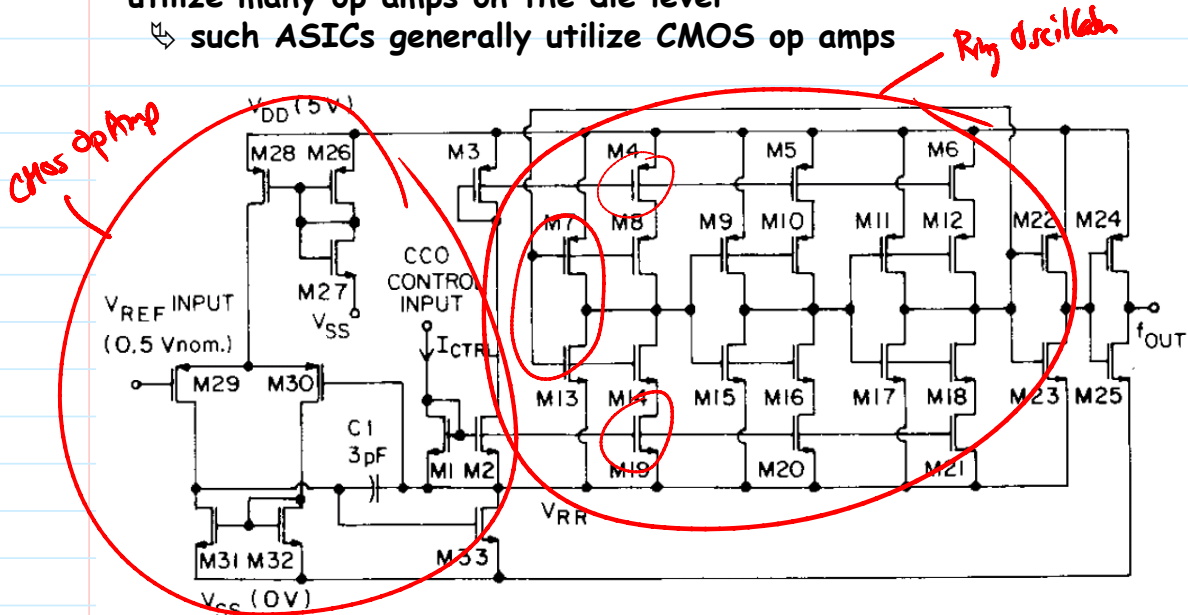 utilize many op amps on the die level
↳ such ASICs generally utilize CMOS op amps
Ring Oscillator
CMOS Op Amp
VDD (5V)
M28 M26
M3
M4
M5
M6
M7
M8
M9
M10
M11
M12
M22
M24
M27
VSS
CCO
CONTROL
INPUT
ICTRL
VREF INPUT
(0.5 Vnom.)
fOUT
M29
M30
M13
M14
M15
M16
M17
M18
M23
M25
C1
3pF
M1
M2
M19
M20
M21
VRR
M31
M32
M33
VSS (0V)